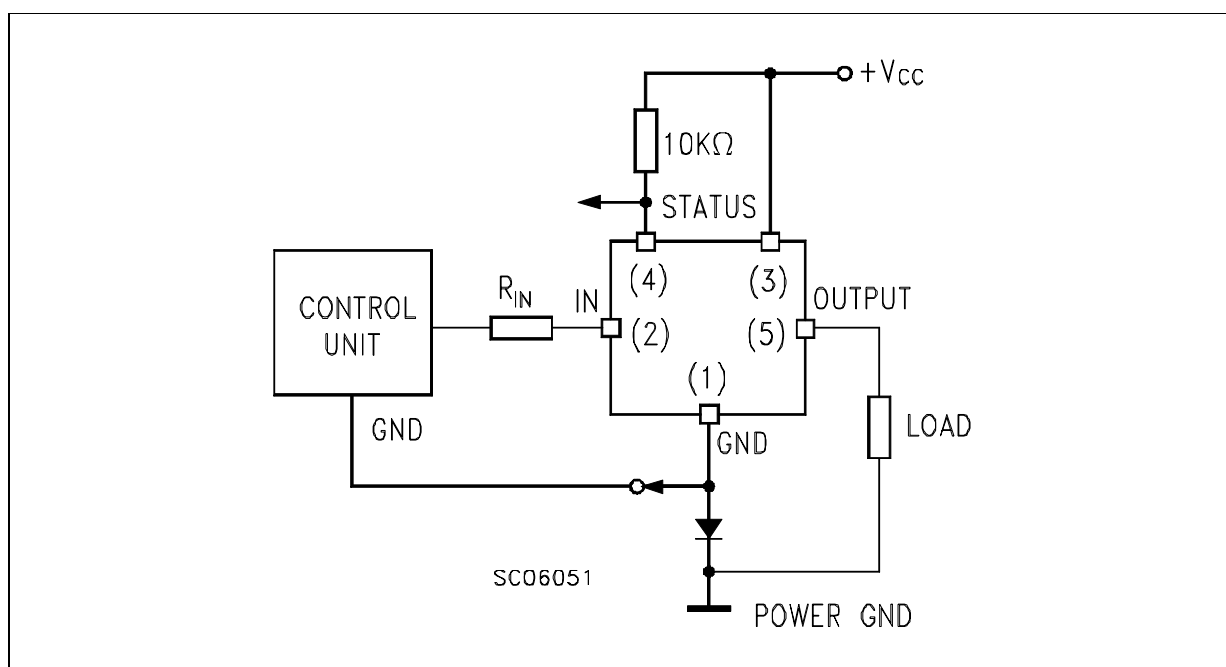 +VCC
10KΩ
STATUS
(4)
(3)
CONTROL
UNIT
RIN
IN
(2)
OUTPUT
(5)
(1)
GND
GND
LOAD
SC06051
POWER GND